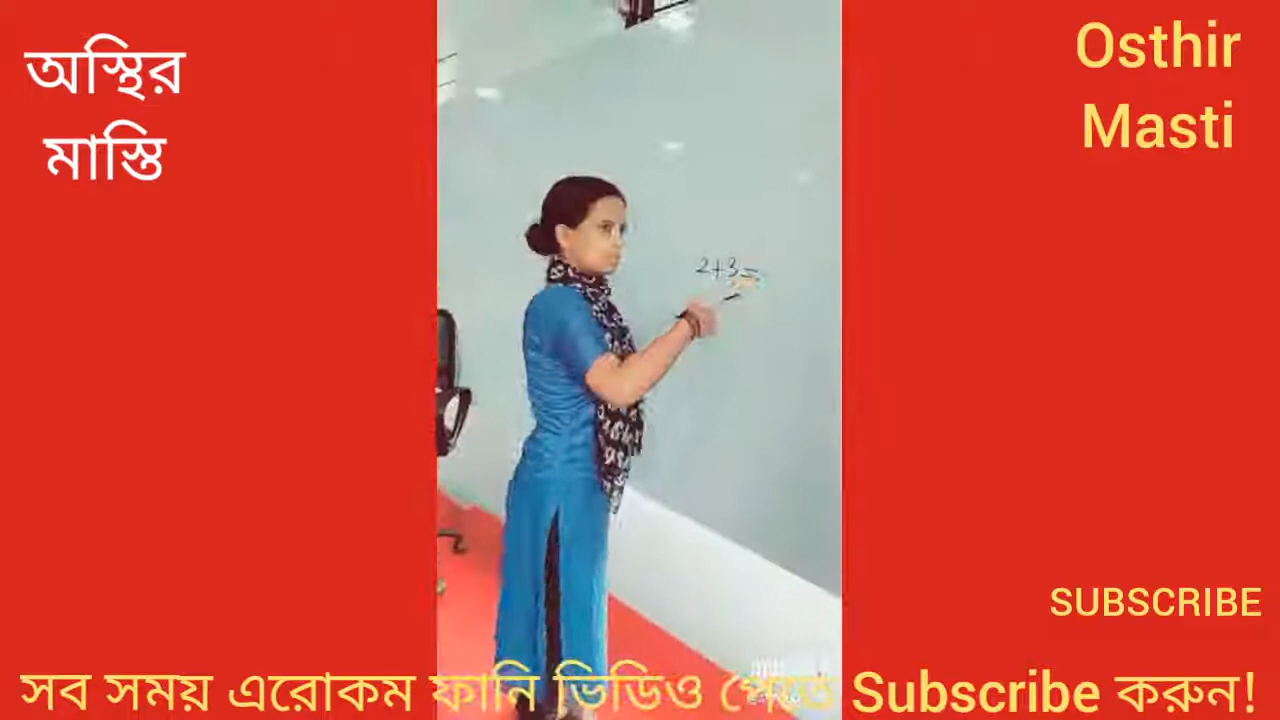 অস্থির
মাস্তি
Osthir
Masti
2+3=
SUBSCRIBE
সব সময় এরোকম ফানি ভিডিও পেতে Subscribe করুন!